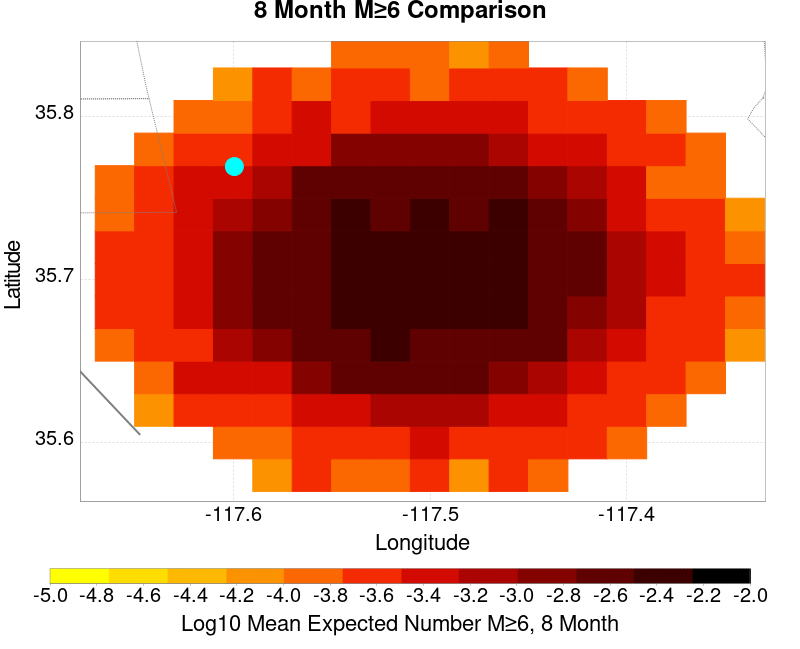 8 Month M≥6 Comparison
35.8
35.7
35.6
Latitude
-117.6 -117.5 -117.4
Longitude
-5.0 -4.8 -4.6 -4.4 -4.2 -4.0 -3.8 -3.6 -3.4 -3.2 -3.0 -2.8 -2.6 -2.4 -2.2 -2.0
Log10 Mean Expected Number M≥6, 8 Month